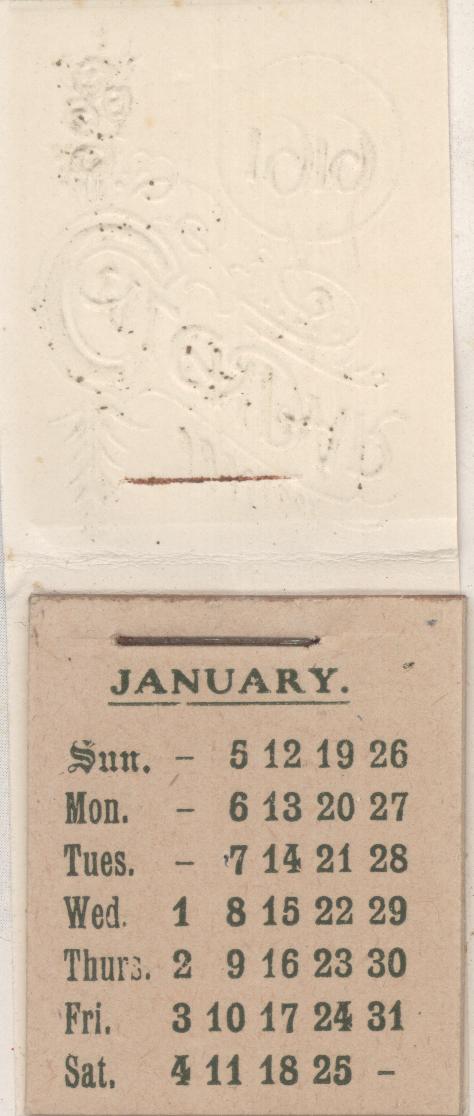 JANUARY.
Sun. – 5 12 19 26
Mon. – 6 13 20 27
Tues. – 7 14 21 28
Wed. 1 8 15 22 29
Thurs. 2 9 16 23 30
Fri. 3 10 17 24 31
Sat. 4 11 18 25 –